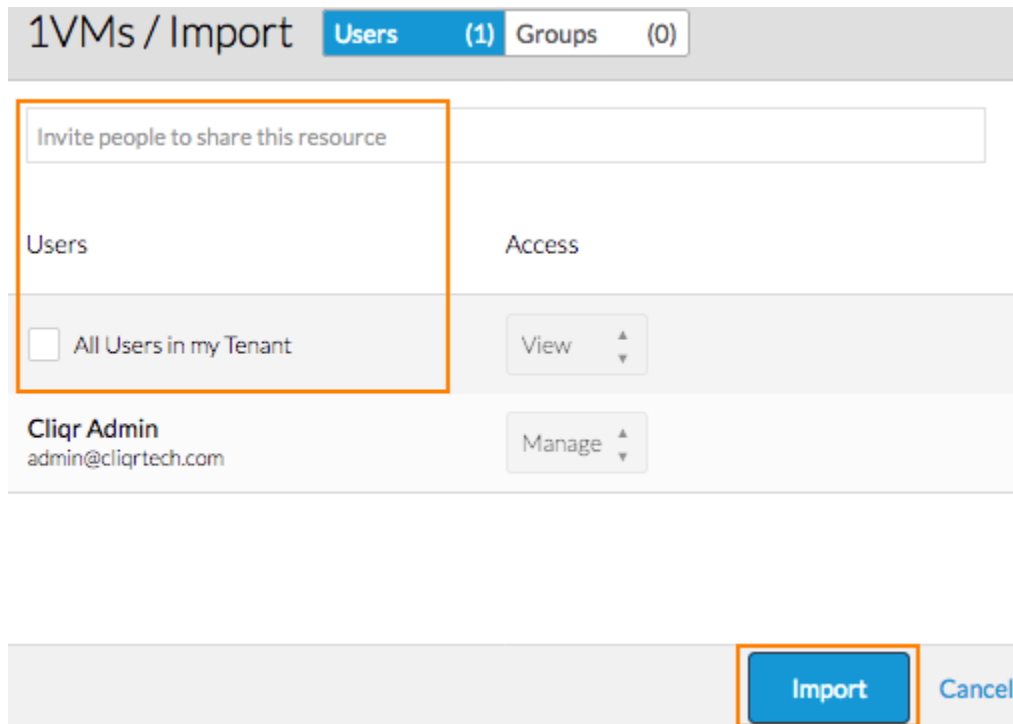 1VMs / Import Users (1) Groups (0)
Invite people to share this resource
Users Access
All Users in my Tenant View
Cliqr Admin
admin@cliqrtech.com
Manage
Import Cancel